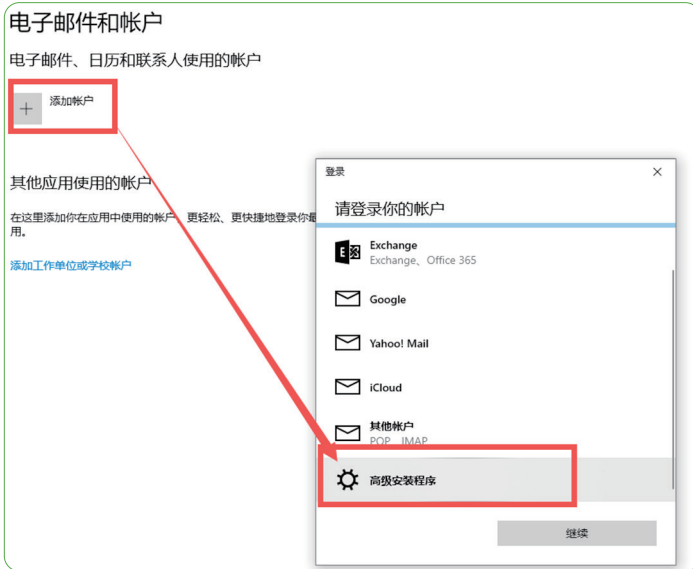 电子邮件和帐户
电子邮件、日历和联系人使用的帐户
添加帐户
其他应用使用的帐户
在这里添加你在应用中使用的帐户，更轻松、更快捷地登录你
用。
添加工作单位或学校帐户
登录
请登录你的帐户
Exchange
Exchange、Office 365
Google
Yahoo! Mail
iCloud
其他帐户
POP、IMAP
高级安装程序
继续